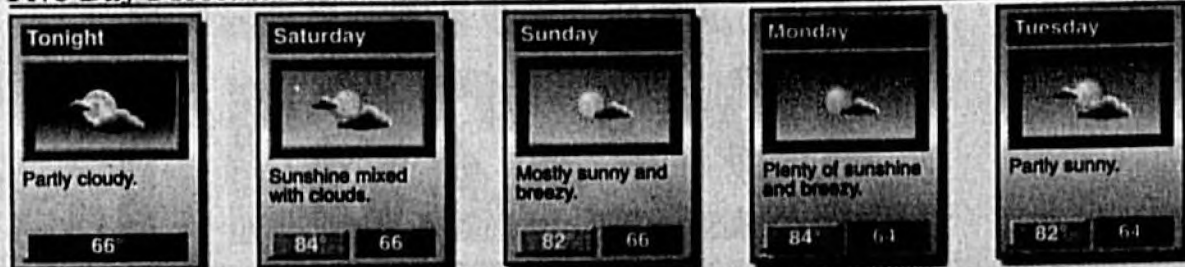 Tonight
Partly cloudy.
66°
Saturday
Sunshine mixed
with clouds.
84 66
Sunday
Mostly sunny and
breezy.
82 66
Monday
Plenty of sunshine
and breezy.
84 64
Tuesday
Partly sunny.
82 64